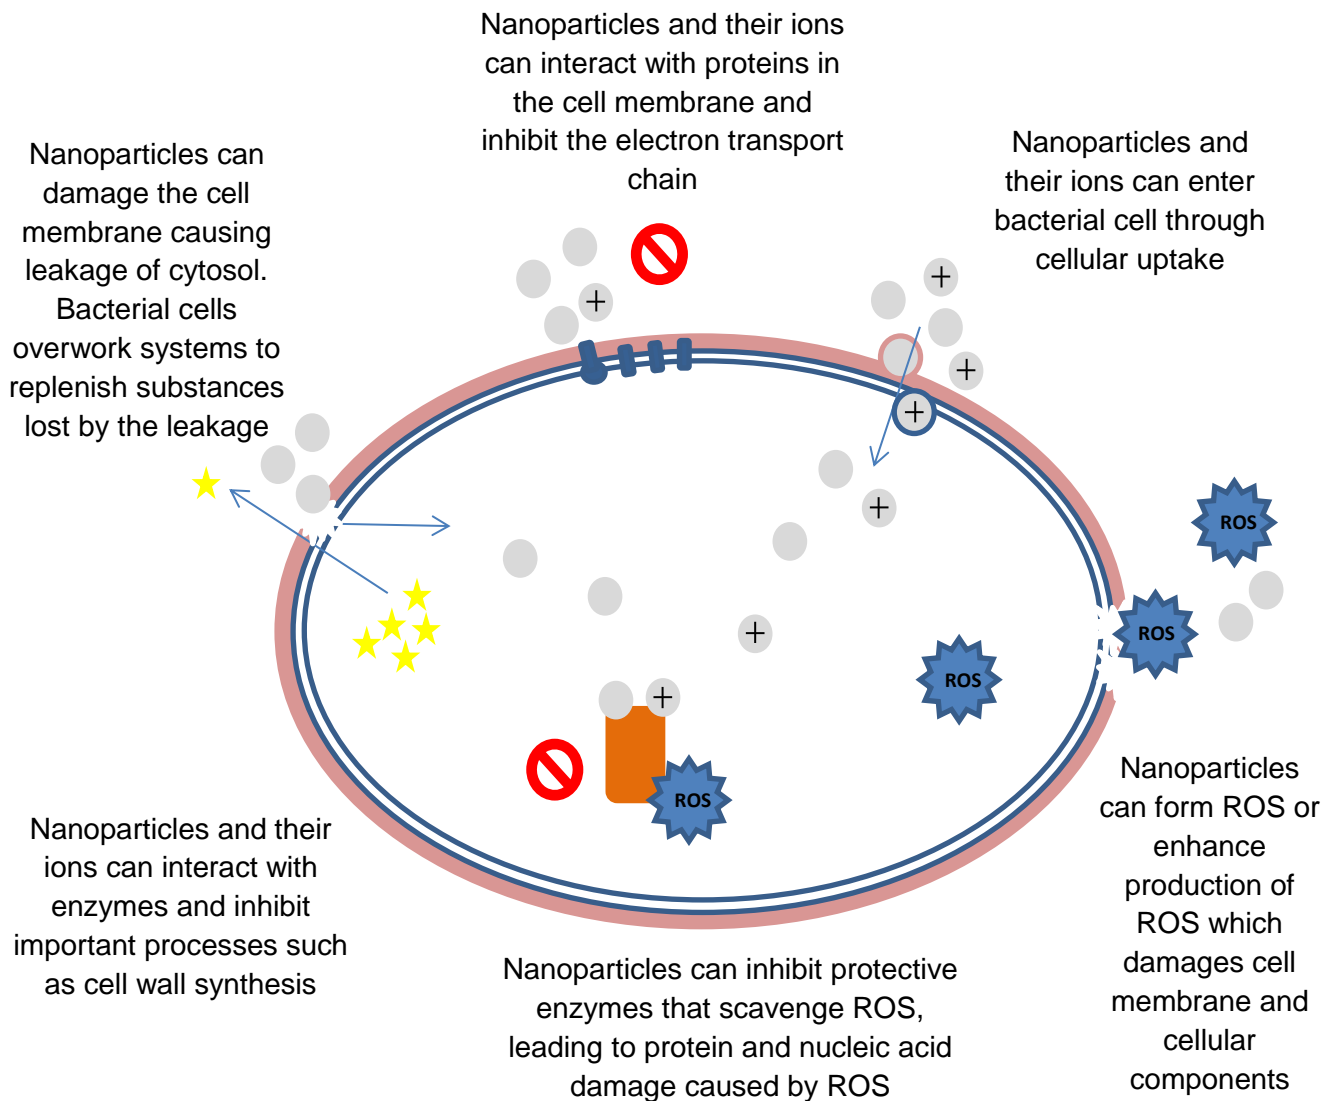 Nanoparticles and their ions
can interact with proteins in
the cell membrane and
inhibit the electron transport
chain
Nanoparticles can
damage the cell
membrane causing
leakage of cytosol.
Bacterial cells
overwork systems to
replenish substances
lost by the leakage
Nanoparticles and
their ions can enter
bacterial cell through
cellular uptake
+
+
+
+
+
+
+
ROS
ROS
ROS
ROS
Nanoparticles and their
ions can interact with
enzymes and inhibit
important processes such
as cell wall synthesis
Nanoparticles can inhibit protective
enzymes that scavenge ROS,
leading to protein and nucleic acid
damage caused by ROS
Nanoparticles
can form ROS or
enhance
production of
ROS which
damages cell
membrane and
cellular
components